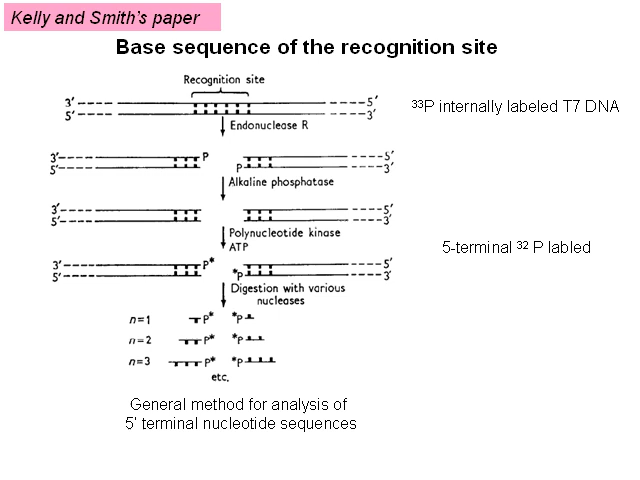 Kelly and Smith's paper
Base sequence of the recognition site
Recognition site
3′ 5′
5′ 3′
³³P internally labeled T7 DNA
Endonuclease R
3′ P 5′
5′ P 3′
Alkaline phosphatase
3′ 5′
5′ 3′
Polynucleotide kinase
ATP
5-terminal ³² P labled
3′ P* 5′
5′ *P 3′
Digestion with various
nucleases
n=1 P* *P
n=2 P* *P
n=3 P* *P
etc.
General method for analysis of
5' terminal nucleotide sequences